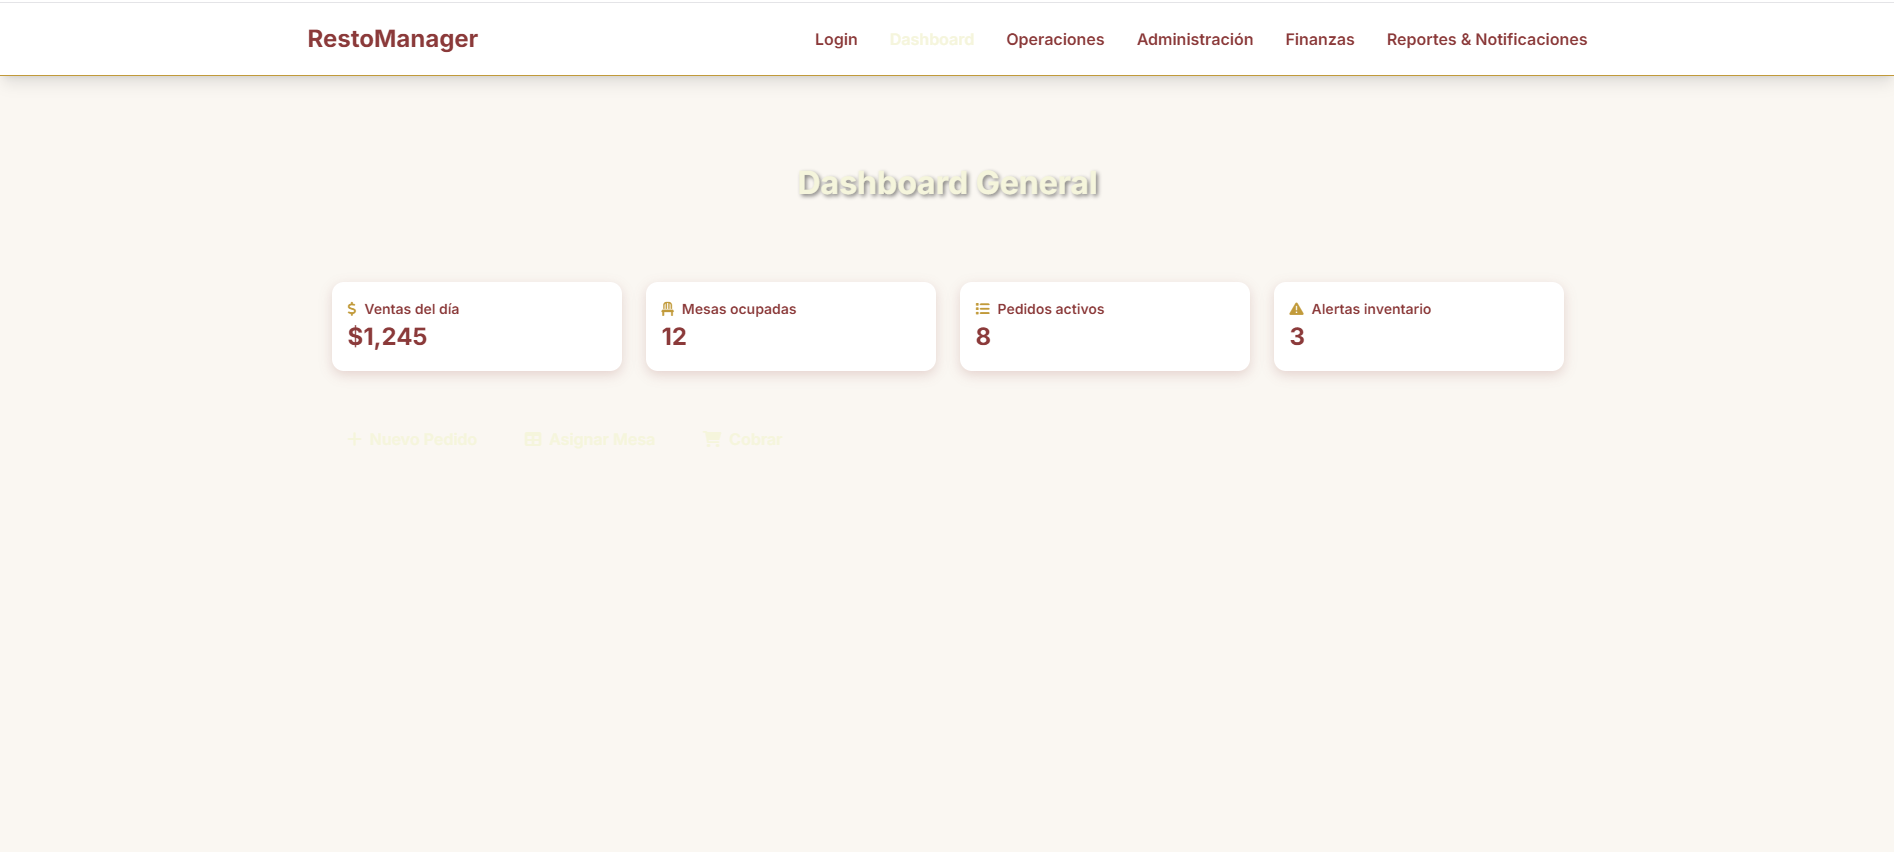 RestoManager
Login Dashboard Operaciones Administración Finanzas Reportes & Notificaciones
Dashboard General
Ventas del día
$1,245
Mesas ocupadas
12
Pedidos activos
8
Alertas inventario
3
Nuevo Pedido Asignar Mesa Cobrar